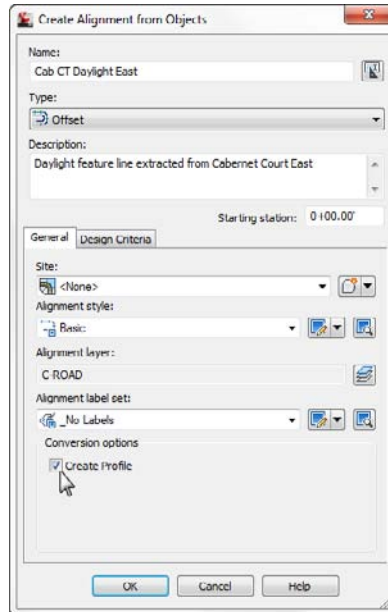 Create Alignment from Objects
Name:
Cab CT Daylight East
Type:
Offset
Description:
Daylight feature line extracted from Cabernet Court East
Starting station: 0+00.00'
General Design Criteria
Site:
<None>
Alignment style:
Basic
Alignment layer:
C-ROAD
Alignment label set:
_No Labels
Conversion options
Create Profile
OK Cancel Help